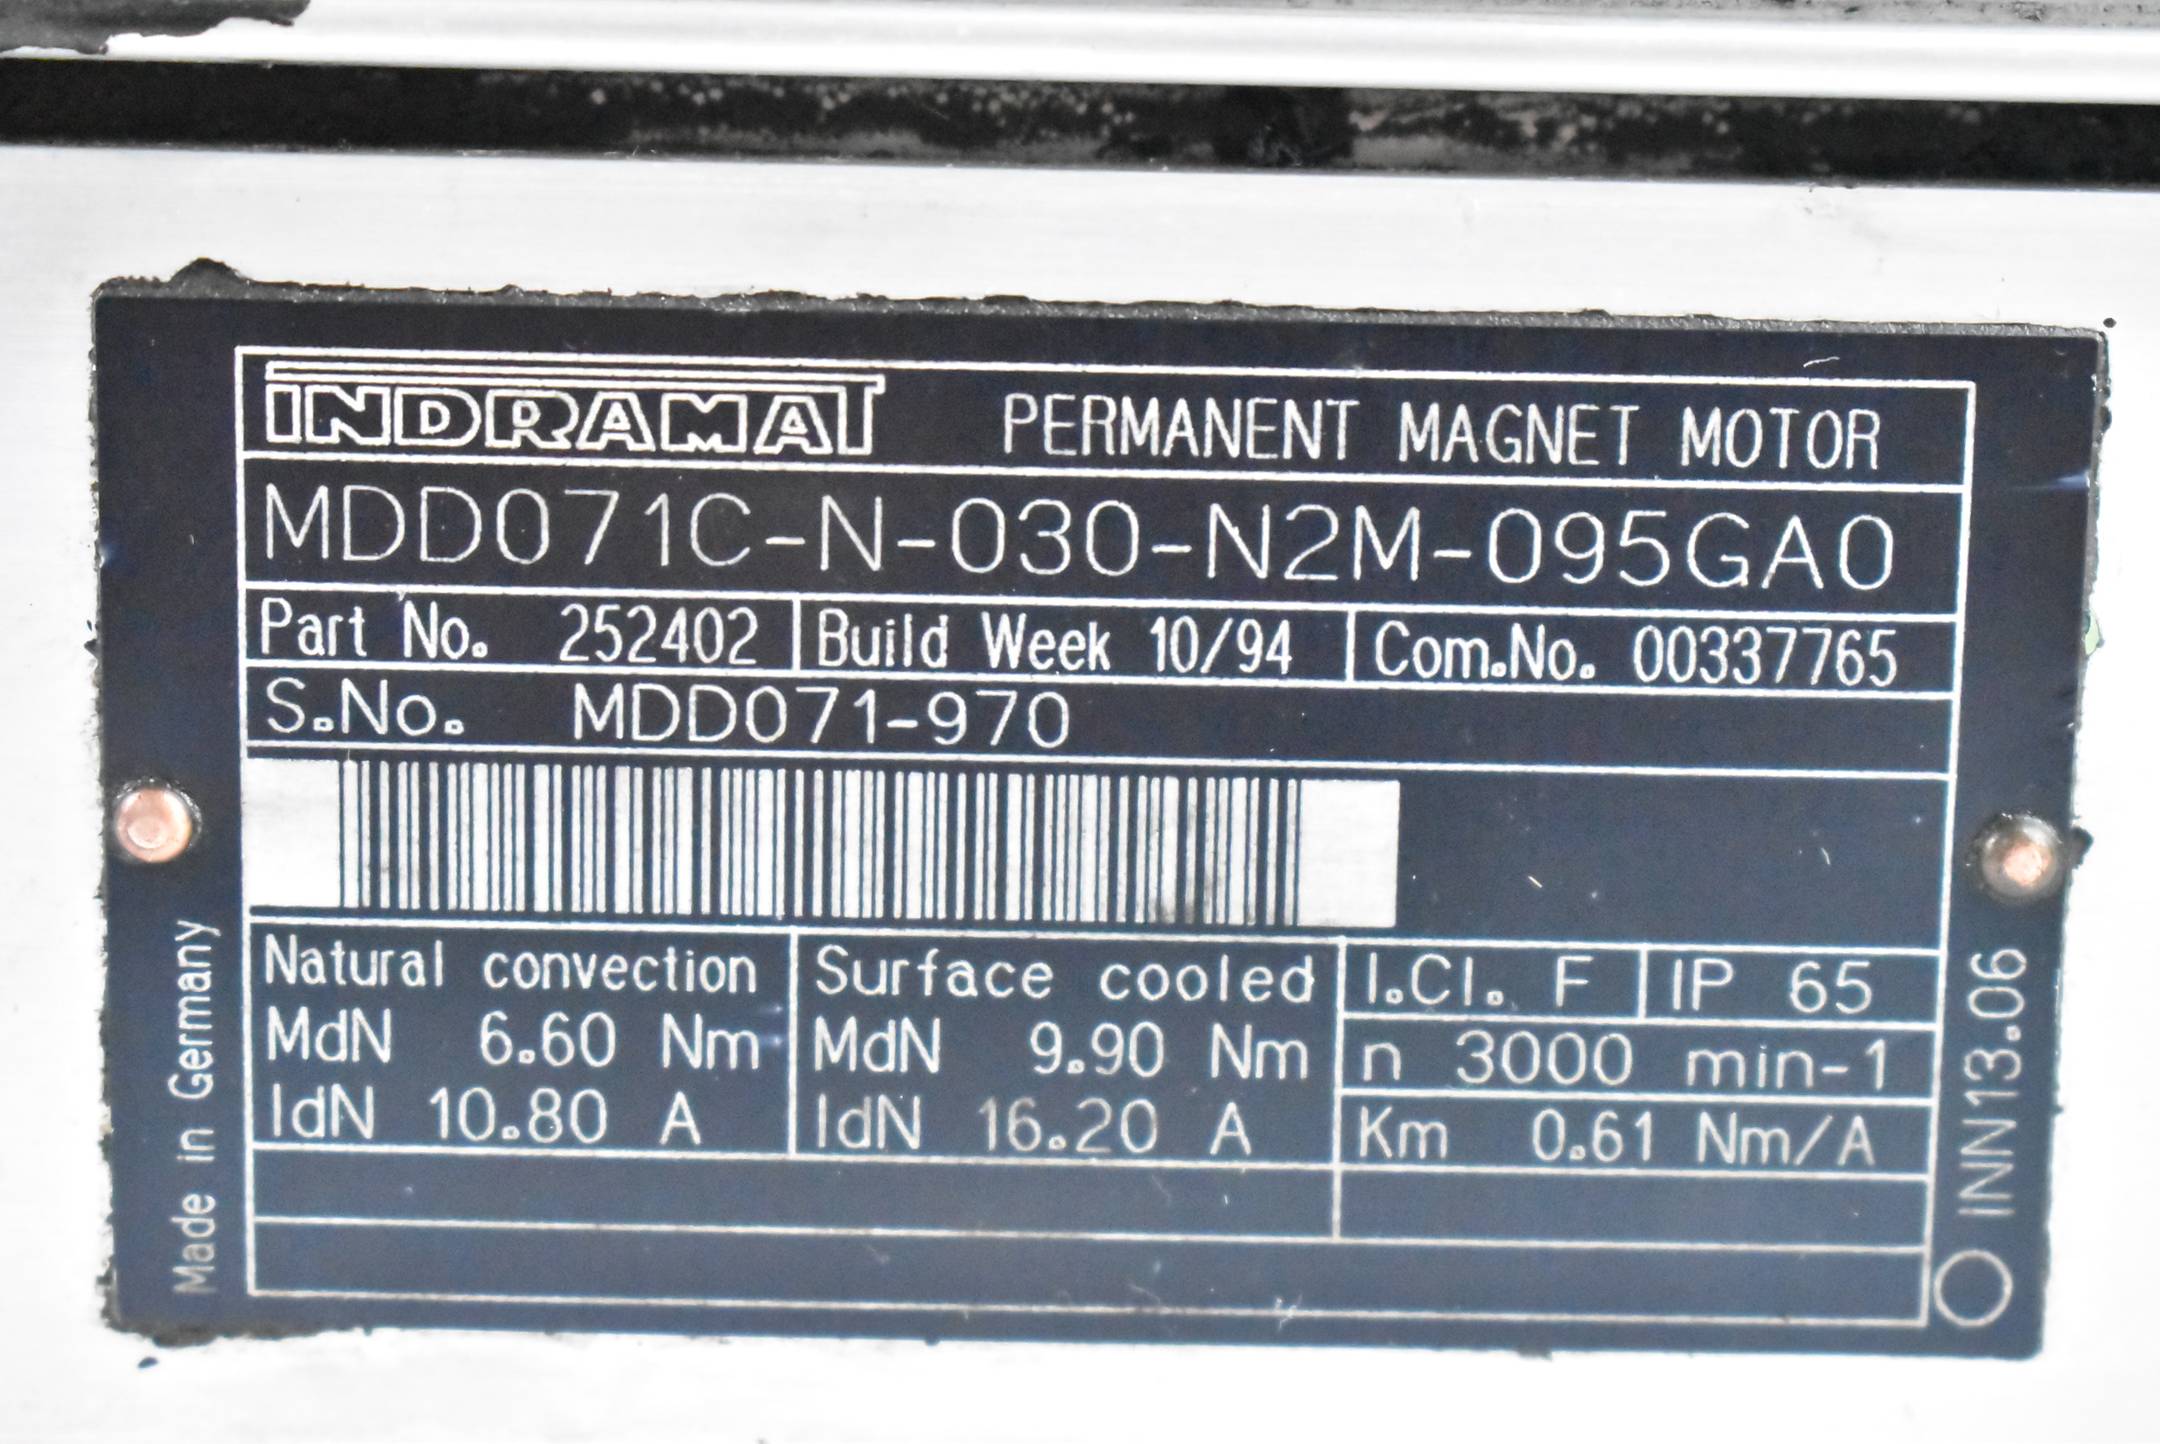 INDRAMAT PERMANENT MAGNET MOTOR
MDD071C-N-030-N2M-095GA0
Part No. 252402 Build Week 10/94 Com.No. 00337765
S.No. MDD071-970
Natural convection Surface cooled I.Cl. F IP 65
MdN 6.60 Nm MdN 9.90 Nm n 3000 min-1
IdN 10.80 A IdN 16.20 A Km 0.61 Nm/A
Made in Germany
INN13.06